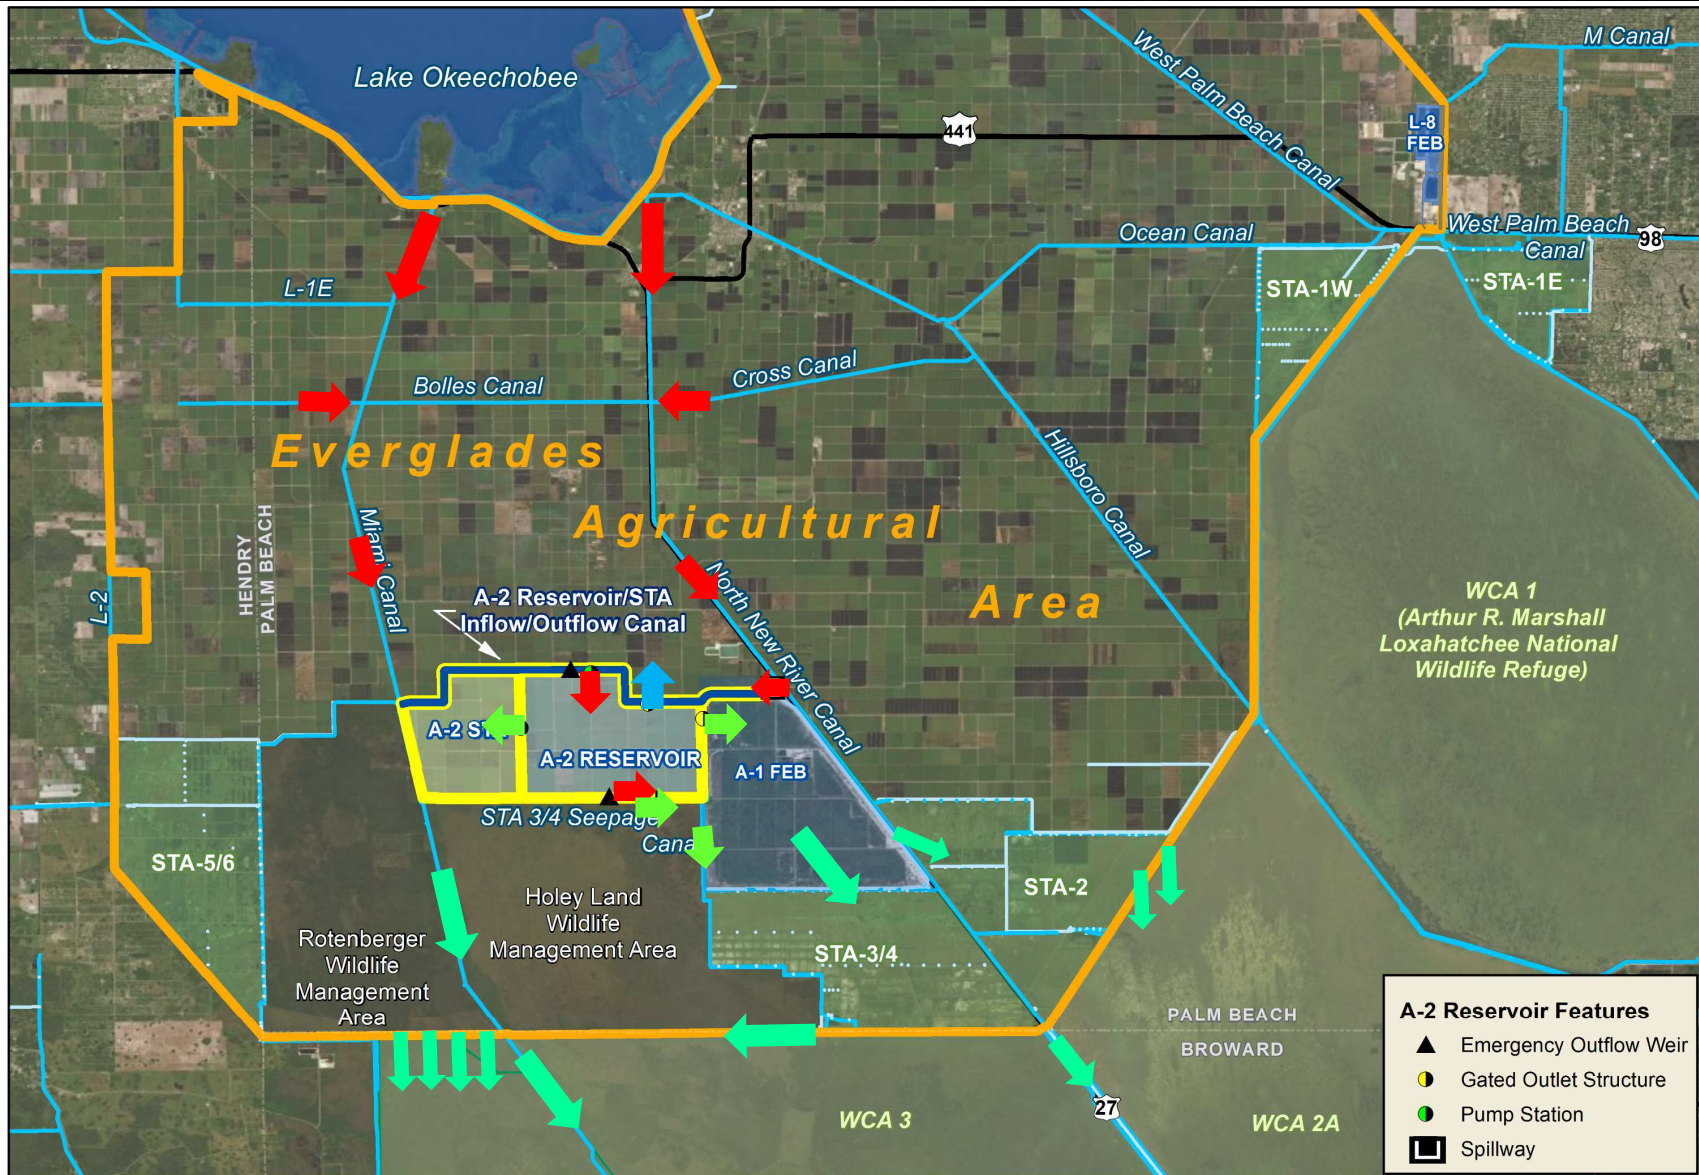 Lake Okeechobee
441
West Palm Beach Canal
M Canal
L-8
FEB
West Palm Beach
Canal
98
Ocean Canal
STA-1W
STA-1E
L-1E
Bolles Canal
Cross Canal
Everglades
Agricultural
Area
Hillsboro Canal
HENDRY
PALM BEACH
L-2
Miami Canal
North New River Canal
A-2 Reservoir/STA
Inflow/Outflow Canal
WCA 1
(Arthur R. Marshall
Loxahatchee National
Wildlife Refuge)
A-2
A-2 RESERVOIR
A-1 FEB
STA 3/4 Seepage
STA-5/6
STA-2
Holey Land
Wildlife
Management Area
Rotenberger
Wildlife
Management
Area
STA-3/4
PALM BEACH
BROWARD
WCA 3
27
WCA 2A
A-2 Reservoir Features
Emergency Outflow Weir
Gated Outlet Structure
Pump Station
Spillway